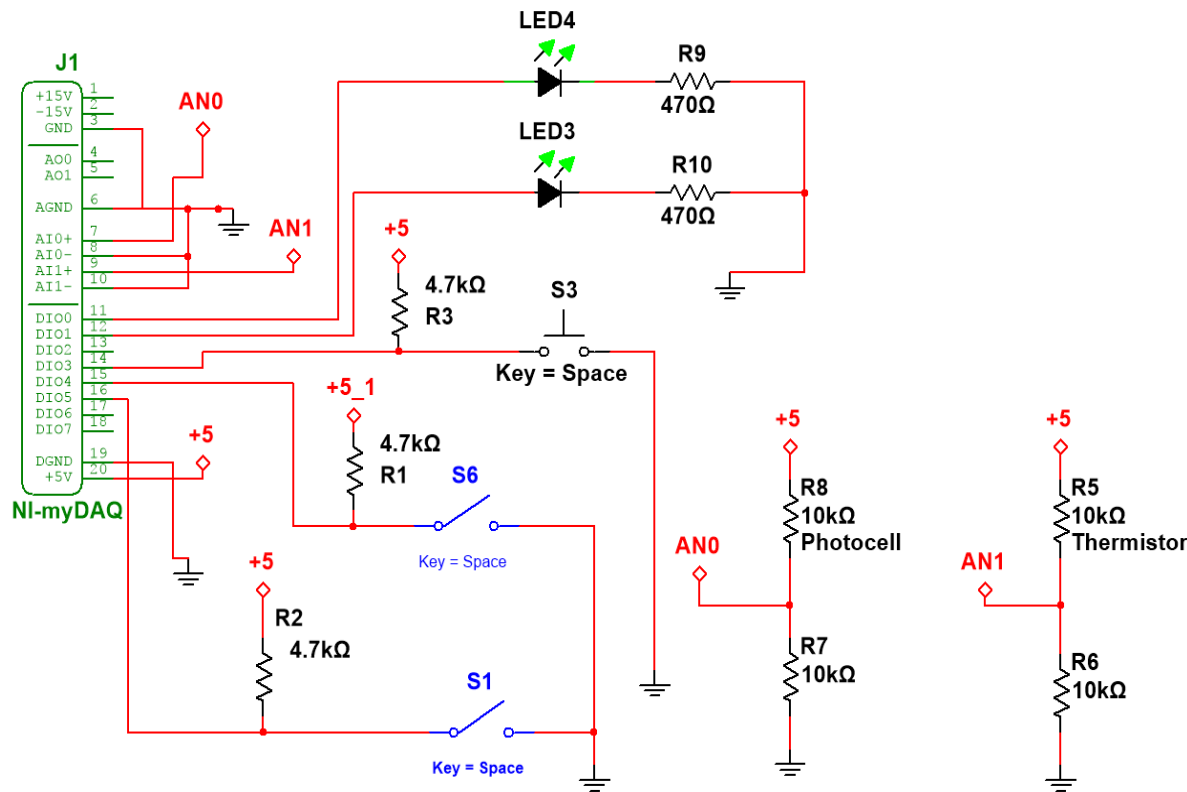 J1
+15V 1
-15V 2
GND 3
AO0 4
AO1 5
AGND 6
AI0+ 7
AI0- 8
AI1+ 9
AI1- 10
DIO0 11
DIO1 12
DIO2 13
DIO3 14
DIO4 15
DIO5 16
DIO6 17
DIO7 18
DGND 19
+5V 20
NI-myDAQ
AN0
AN1
+5
LED4
R9
470Ω
LED3
R10
470Ω
+5
4.7kΩ
R3
S3
Key = Space
+5_1
4.7kΩ
R1
S6
Key = Space
+5
R2
4.7kΩ
S1
Key = Space
+5
R8
10kΩ
Photocell
AN0
R7
10kΩ
+5
R5
10kΩ
Thermistor
AN1
R6
10kΩ